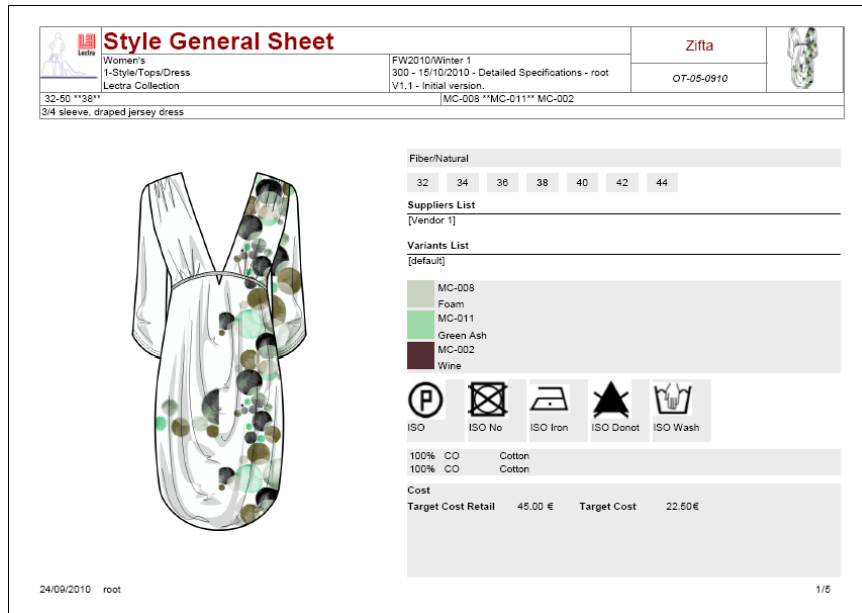 Lectra
Style General Sheet
Women's
1-Style/Tops/Dress
Lectra Collection
FW2010/Winter 1
300 - 15/10/2010 - Detailed Specifications - root
V1.1 - Initial version.
Zifta
OT-05-0910
32-50 **38**
MC-008 **MC-011** MC-002
3/4 sleeve, draped jersey dress
Fiber/Natural
32 34 36 38 40 42 44
Suppliers List
[Vendor 1]
Variants List
[default]
MC-008
Foam
MC-011
Green Ash
MC-002
Wine
P
ISO ISO No ISO Iron ISO Donot ISO Wash
100% CO Cotton
100% CO Cotton
Cost
Target Cost Retail 45.00 € Target Cost 22.50€
24/09/2010 root
1/5